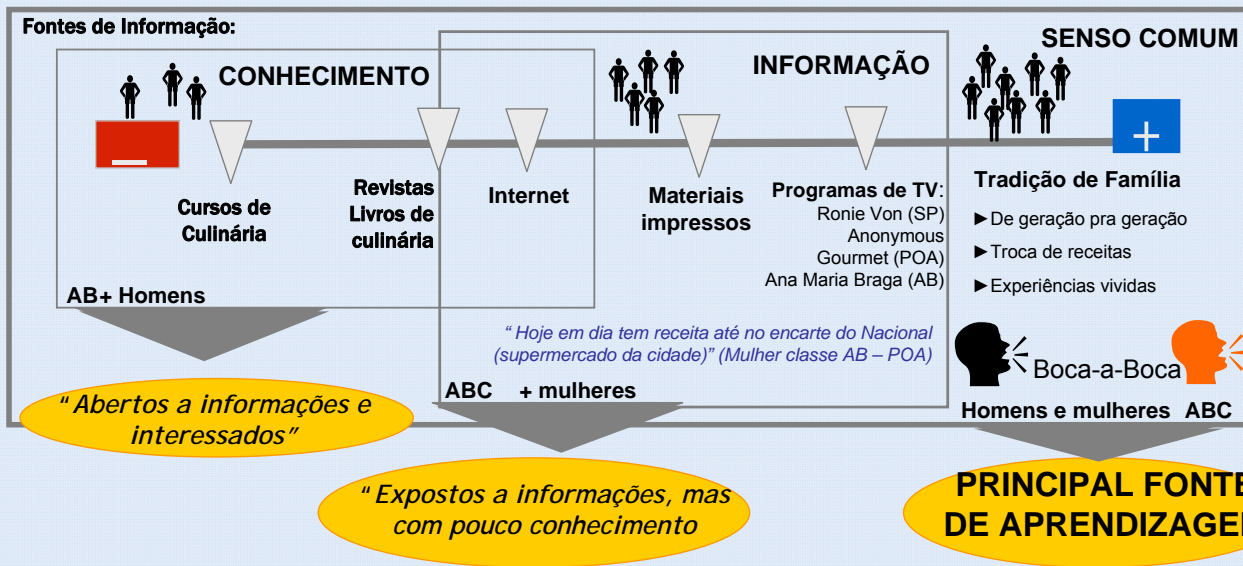 Fontes de Informação:
CONHECIMENTO
INFORMAÇÃO
SENSO COMUM
Cursos de
Culinária
Revistas
Livros de
culinária
Internet
Materiais
impressos
Programas de TV:
Ronie Von (SP)
Anonymous
Gourmet (POA)
Ana Maria Braga (AB)
+
Tradição de Família
►De geração pra geração
►Troca de receitas
►Experiências vividas
AB+ Homens
“ Hoje em dia tem receita até no encarte do Nacional
(supermercado da cidade)” (Mulher classe AB – POA)
ABC + mulheres
Boca-a-Boca
Homens e mulheres ABC
“Abertos a informações e
interessados”
“Expostos a informações, mas
com pouco conhecimento
PRINCIPAL FONTE
DE APRENDIZAGE